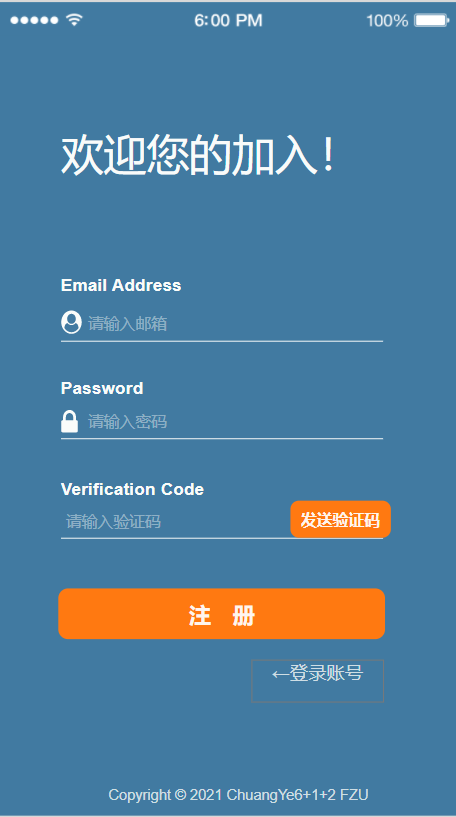 6:00 PM 100%
欢迎您的加入！
Email Address
请输入邮箱
Password
请输入密码
Verification Code
请输入验证码 发送验证码
注 册
←登录账号
Copyright © 2021 ChuangYe6+1+2 FZU